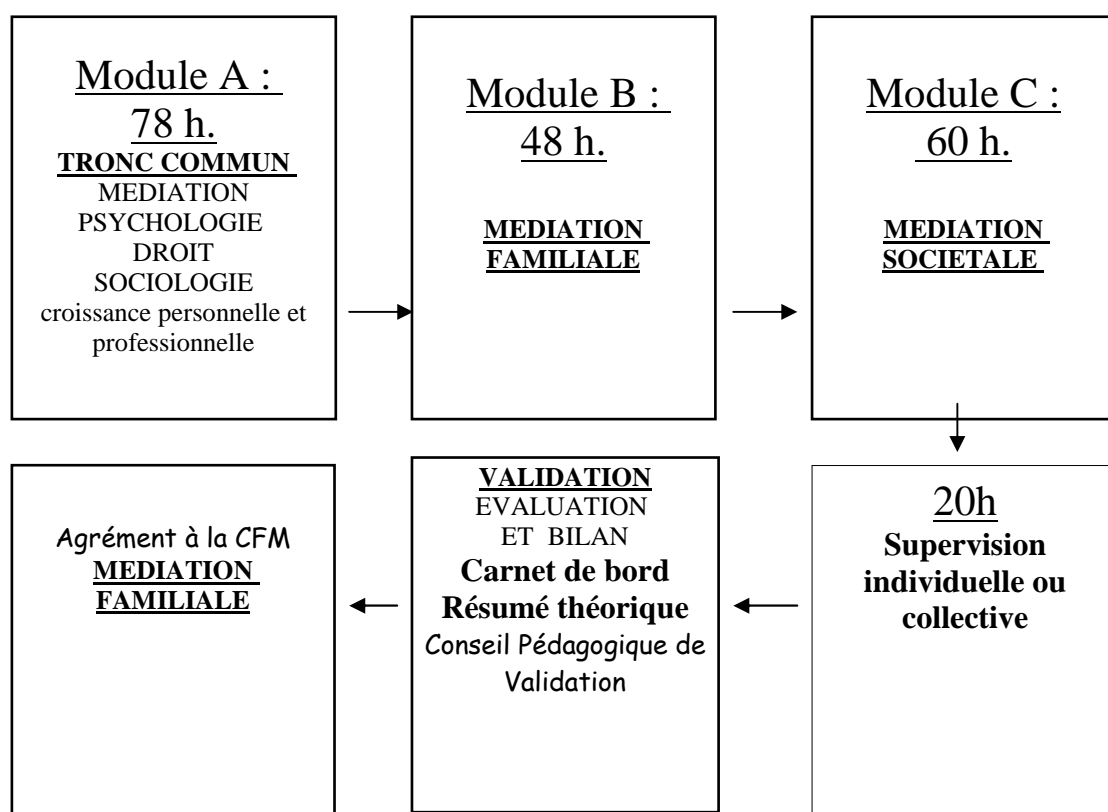 Module A :
78 h.
TRONC COMMUN
MEDIATION
PSYCHOLOGIE
DROIT
SOCIOLOGIE
croissance personnelle et
professionnelle
Module B :
48 h.
MEDIATION
FAMILIALE
Module C :
60 h.
MEDIATION
SOCIETALE
Agrément à la CFM
MEDIATION
FAMILIALE
VALIDATION
EVALUATION
ET BILAN
Carnet de bord
Résumé théorique
Conseil Pédagogique de
Validation
20h
Supervision
individuelle ou
collective